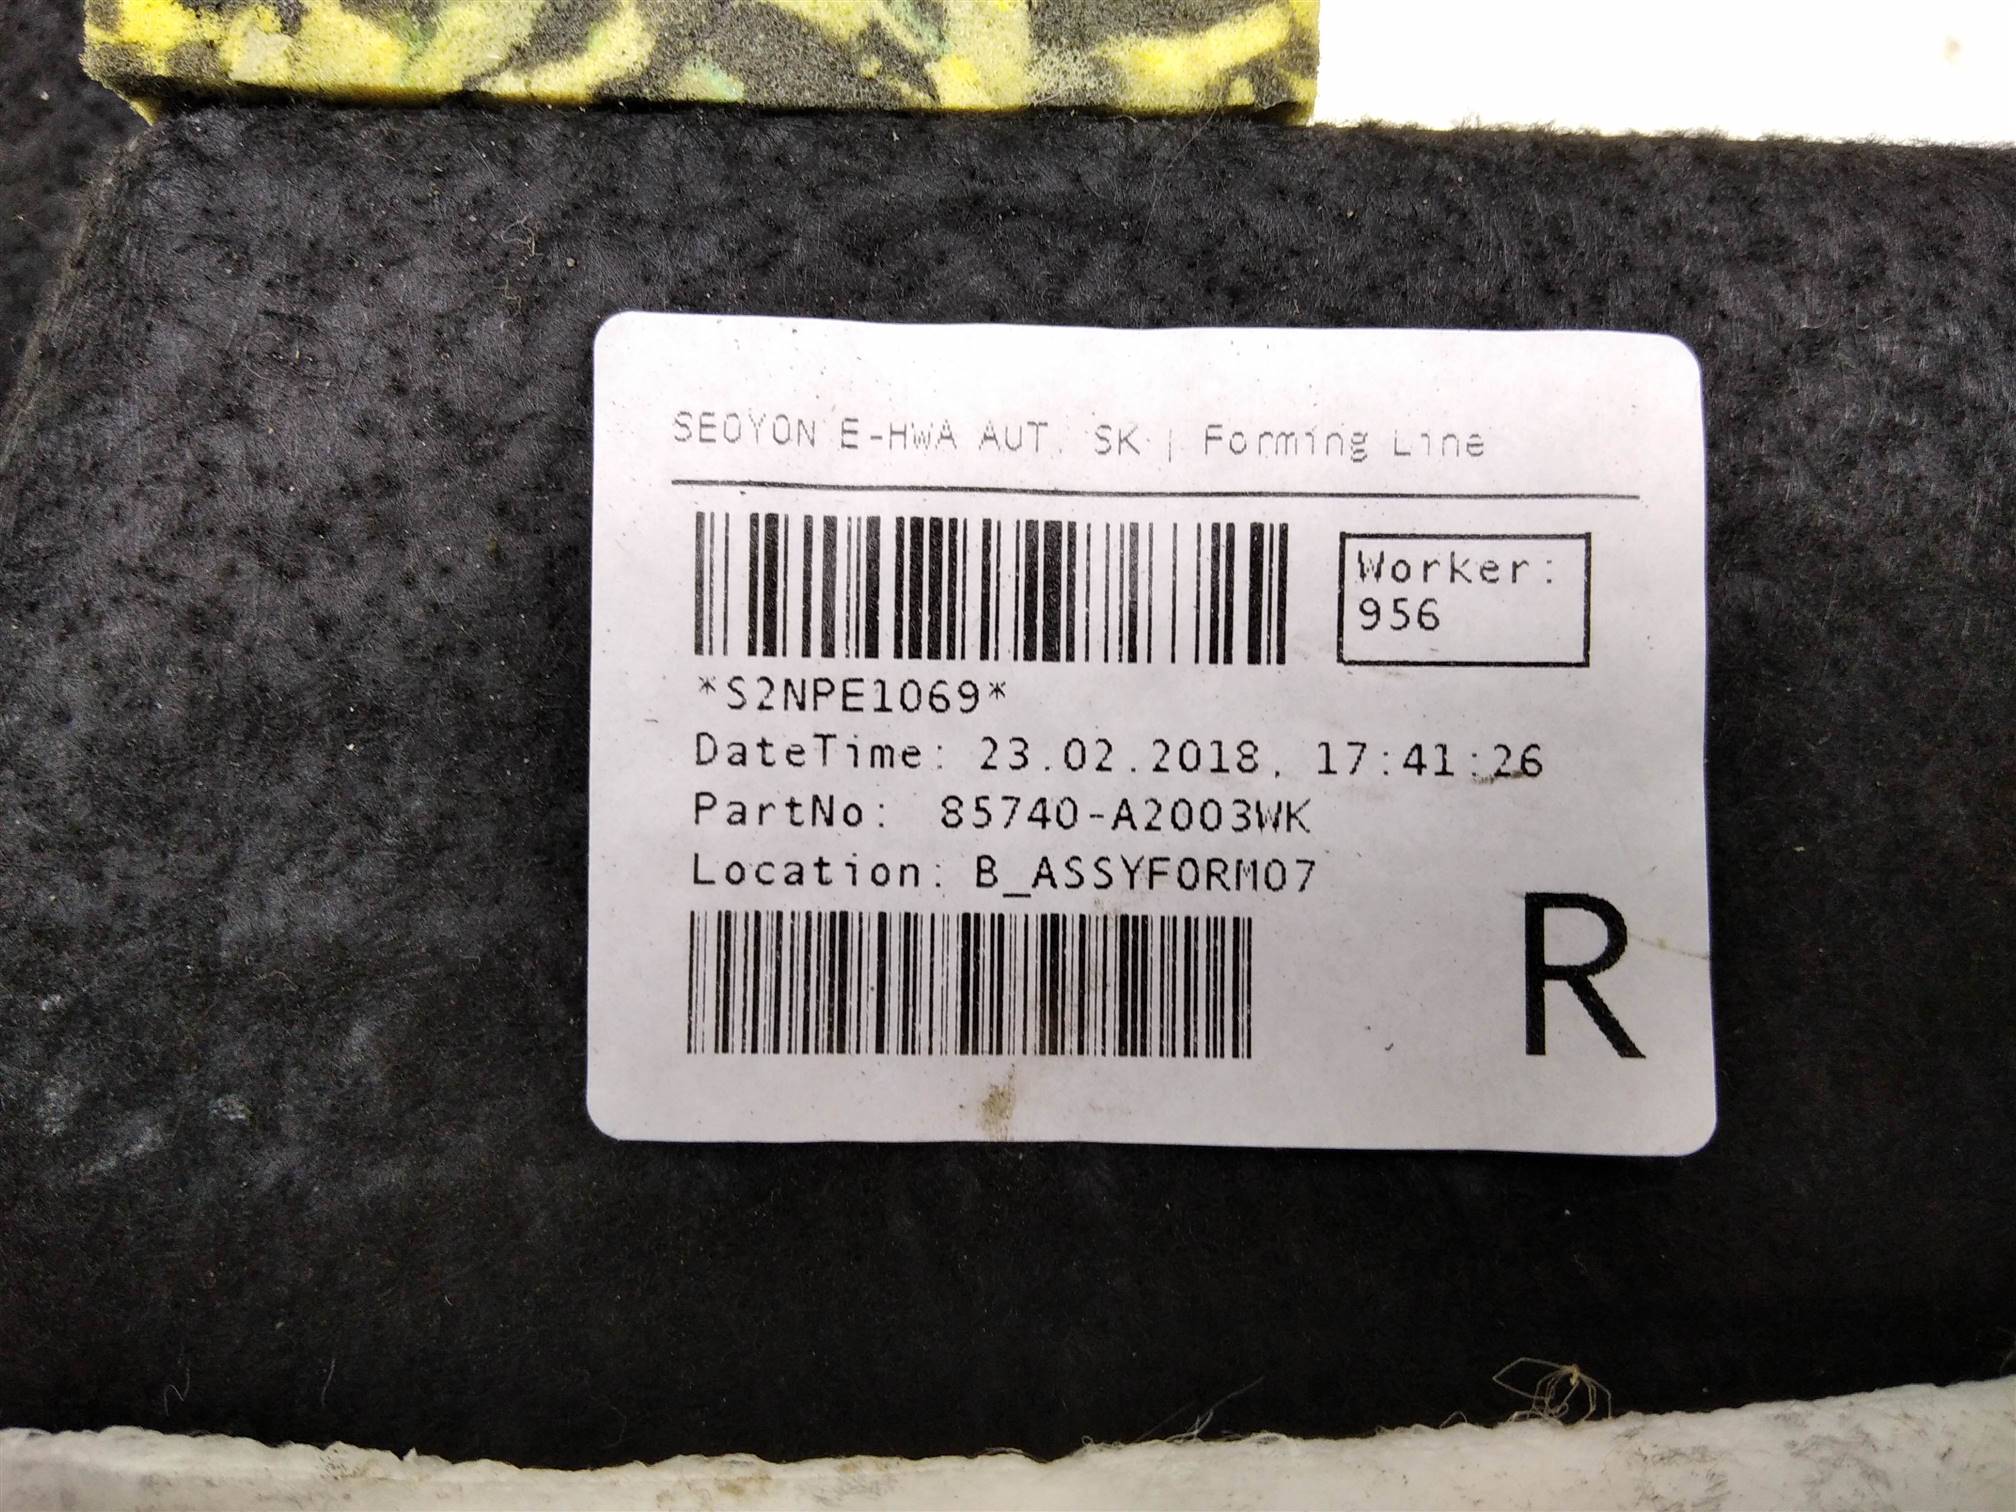 SEOYON E-HWA AUT. SK | Forming Line
Worker:
956
*S2NPE1069*
DateTime: 23.02.2018, 17:41:26
PartNo: 85740-A2003WK
Location: B_ASSYFORM07
R